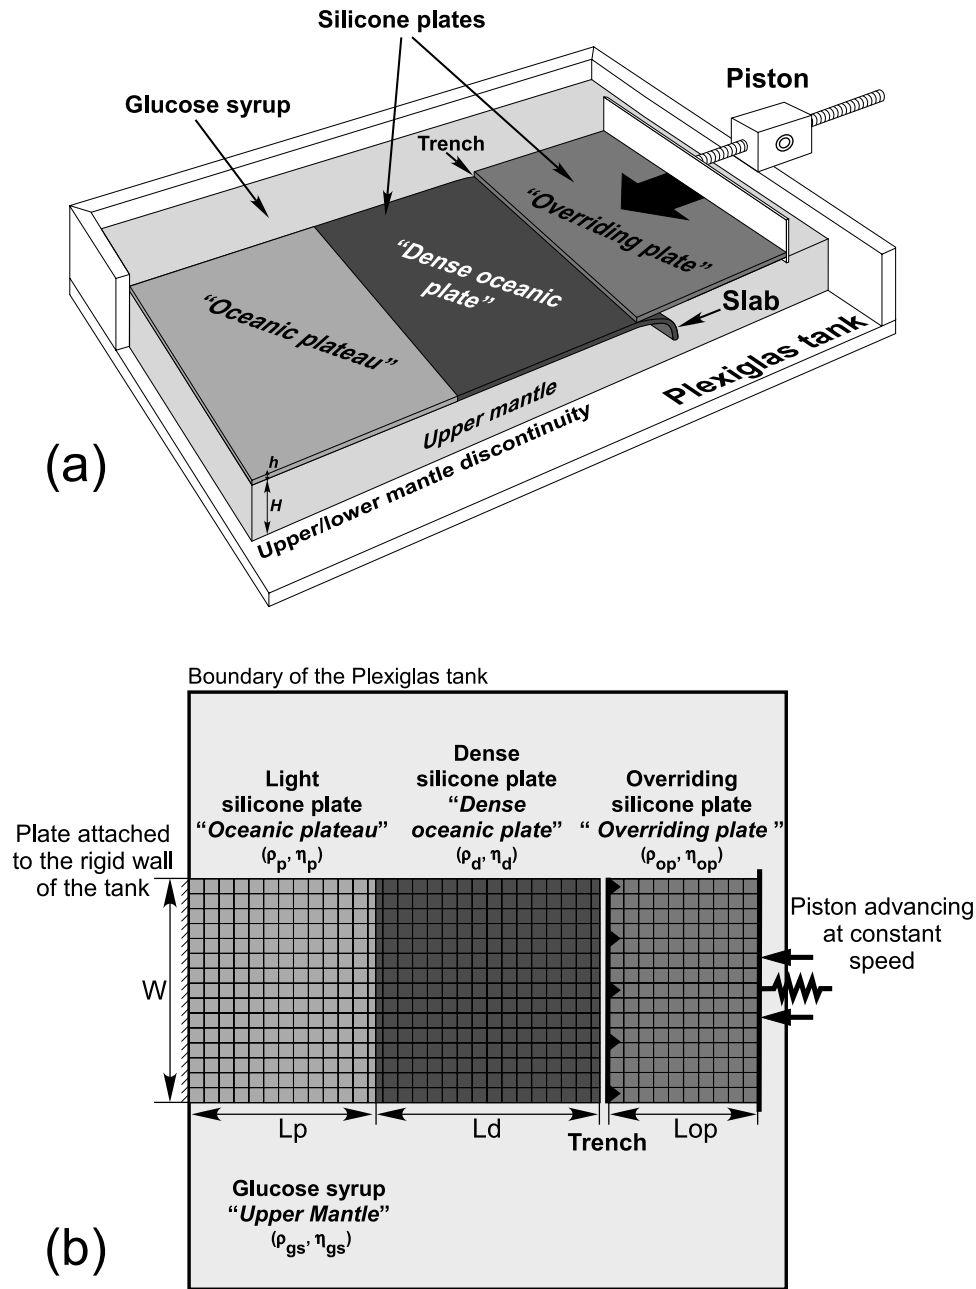 Silicone plates
Glucose syrup
Piston
Trench
“Overriding
plate”
“Dense oceanic
plate”
“Oceanic plateau”
Slab
Plexiglas tank
Upper mantle
Upper/lower mantle discontinuity
h
H
(a)
Boundary of the Plexiglas tank
Light
silicone plate
“Oceanic plateau”
(ρp, ηp)
Dense
silicone plate
“Dense
oceanic plate”
(ρd, ηd)
Overriding
silicone plate
“ Overriding plate ”
(ρop, ηop)
Plate attached
to the rigid wall
of the tank
Piston advancing
at constant
speed
W
Lp
Ld
Trench
Lop
Glucose syrup
“Upper Mantle”
(ρgs, ηgs)
(b)